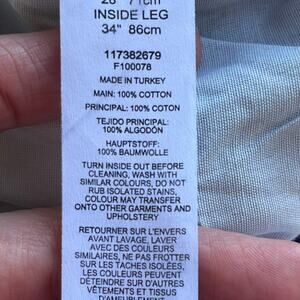 28" 71cm
INSIDE LEG
34" 86cm
117382679
F100078
MADE IN TURKEY
MAIN: 100% COTTON
PRINCIPAL: 100% COTON
TEJIDO PRINCIPAL:
100% ALGODÓN
HAUPTSTOFF:
100% BAUMWOLLE
TURN INSIDE OUT BEFORE
CLEANING, WASH WITH
SIMILAR COLOURS, DO NOT
RUB ISOLATED STAINS,
COLOUR MAY TRANSFER
ONTO OTHER GARMENTS AND
UPHOLSTERY
RETOURNER SUR L'ENVERS
AVANT LAVAGE, LAVER
AVEC DES COULEURS
SIMILAIRES, NE PAS FROTTER
SUR LES TACHES ISOLÉES,
LES COULEURS PEUVENT
DÉTEINDRE SUR D'AUTRES
VÊTEMENTS ET TISSUS
D'AMEUBLEMENT